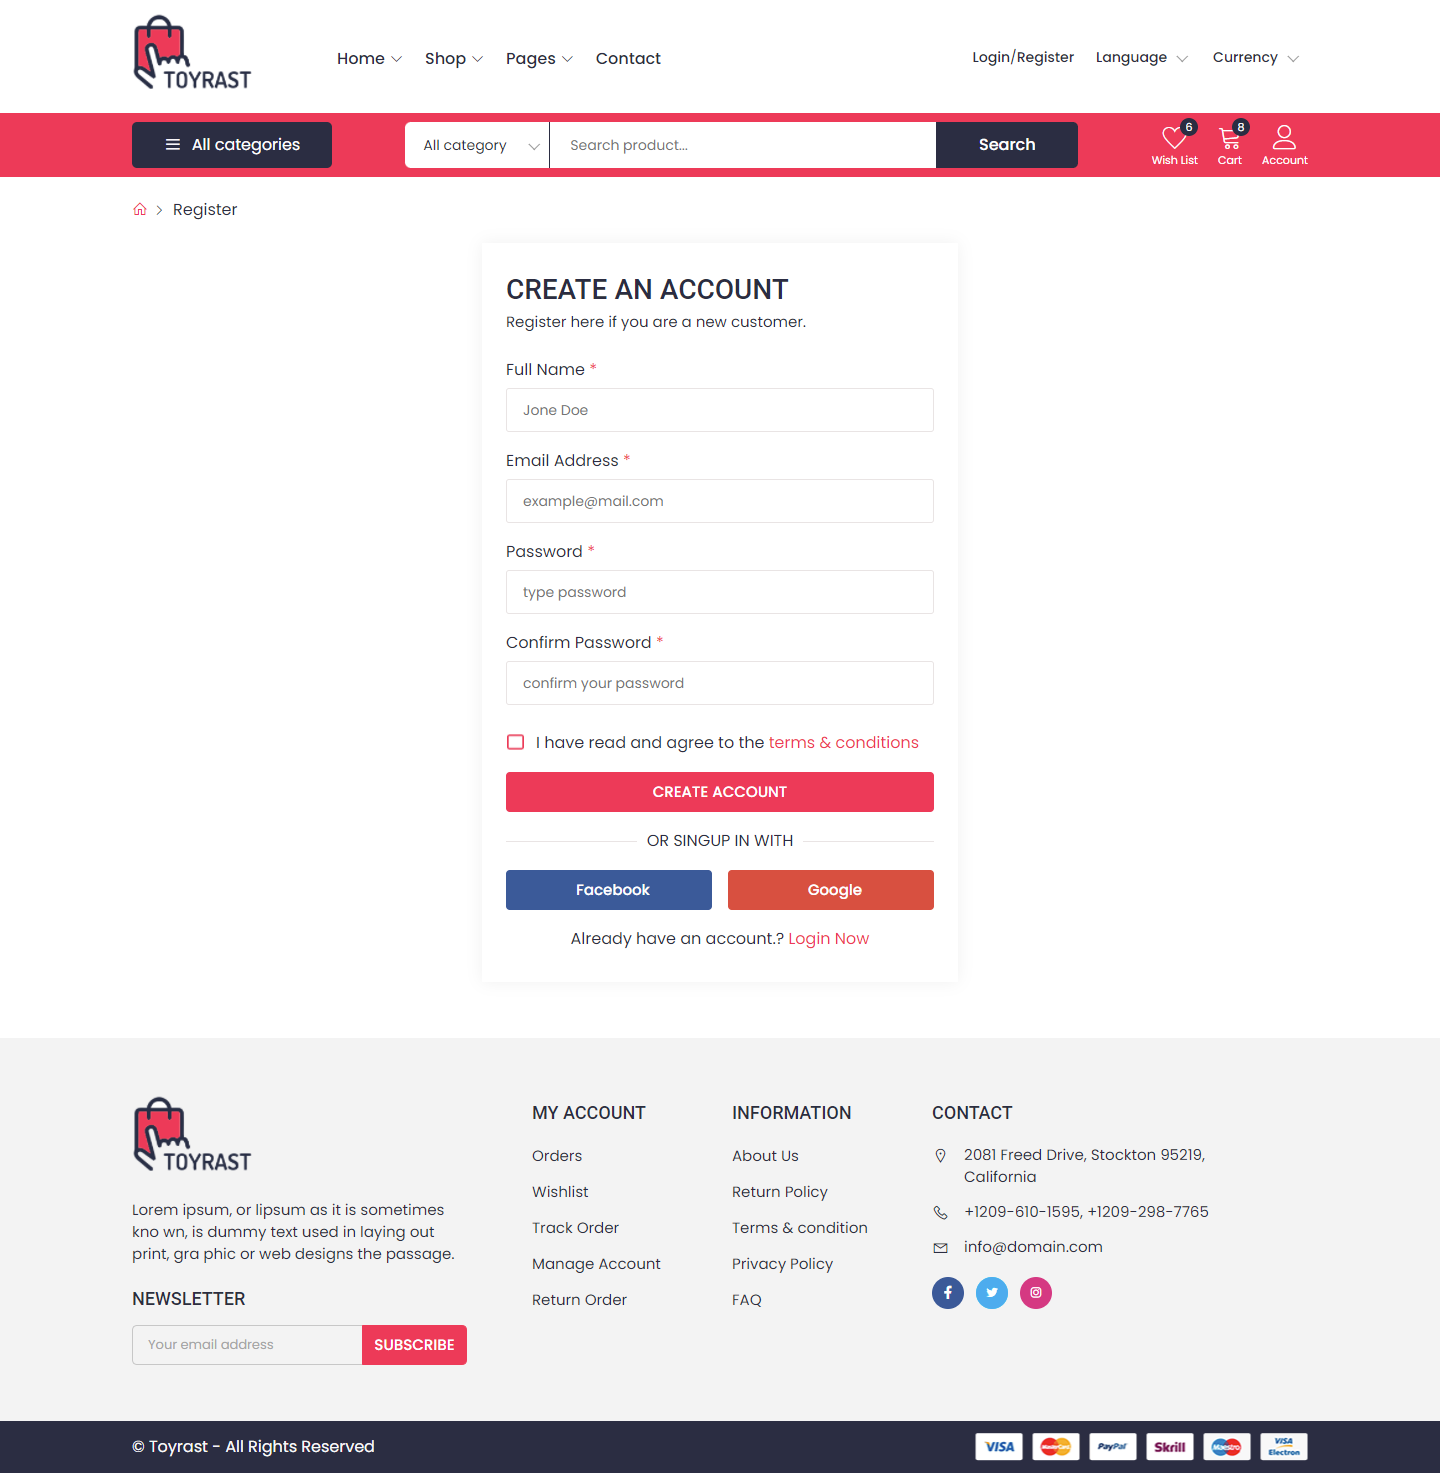 TOYRAST
Home Shop Pages Contact
Login/Register Language Currency
All categories
All category
Search product...
Search
6
Wish List
8
Cart
Account
Register
CREATE AN ACCOUNT
Register here if you are a new customer.
Full Name *
Jone Doe
Email Address *
example@mail.com
Password *
type password
Confirm Password *
confirm your password
I have read and agree to the terms & conditions
CREATE ACCOUNT
OR SINGUP IN WITH
Facebook Google
Already have an account.? Login Now
TOYRAST
Lorem ipsum, or lipsum as it is sometimes
kno wn, is dummy text used in laying out
print, gra phic or web designs the passage.
NEWSLETTER
Your email address
SUBSCRIBE
MY ACCOUNT
Orders
Wishlist
Track Order
Manage Account
Return Order
INFORMATION
About Us
Return Policy
Terms & condition
Privacy Policy
FAQ
CONTACT
2081 Freed Drive, Stockton 95219,
California
+1209-610-1595, +1209-298-7765
info@domain.com
© Toyrast - All Rights Reserved
VISA
MasterCard
PayPal
Skrill
Maestro
VISA
Electron